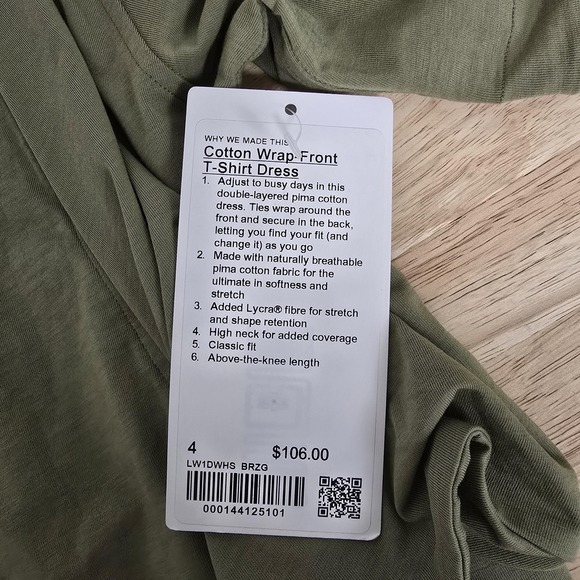 WHY WE MADE THIS
Cotton Wrap-Front
T-Shirt Dress
1. Adjust to busy days in this
double-layered pima cotton
dress. Ties wrap around the
front and secure in the back,
letting you find your fit (and
change it) as you go
2. Made with naturally breathable
pima cotton fabric for the
ultimate in softness and
stretch
3. Added Lycra® fibre for stretch
and shape retention
4. High neck for added coverage
5. Classic fit
6. Above-the-knee length
4 $106.00
LW1DWHS BRZG
000144125101